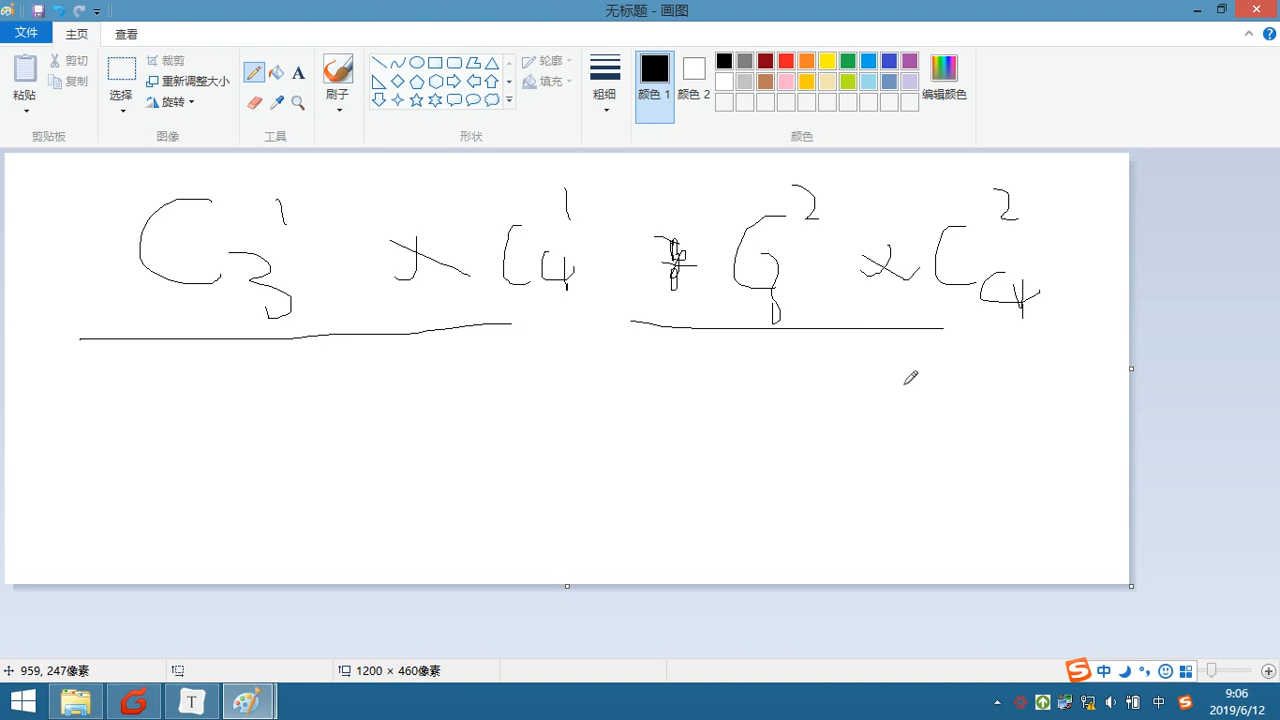 无标题 - 画图
文件 主页 查看
粘贴 剪切 复制
选择 裁剪 重新调整大小 旋转
A
刷子
轮廓
填充
粗细
颜色 1 颜色 2 编辑颜色
剪贴板 图像 工具 形状 颜色
C₃¹ × C₄¹ + C₃² × C₄²
959, 247像素 1200 × 460像素
中
T 中 9:06
2019/6/12